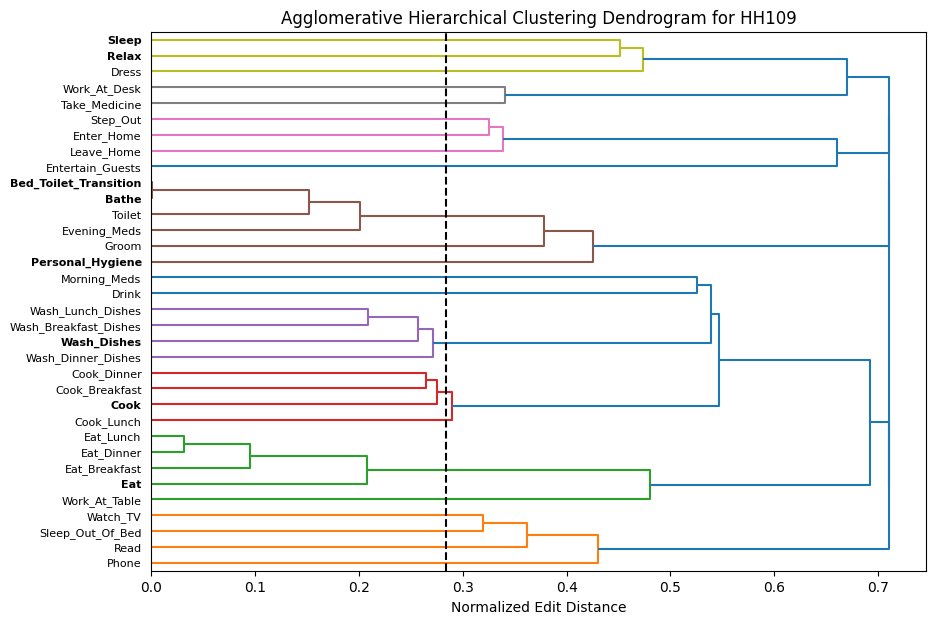 Agglomerative Hierarchical Clustering Dendrogram for HH109
Sleep
Relax
Dress
Work_At_Desk
Take_Medicine
Step_Out
Enter_Home
Leave_Home
Entertain_Guests
Bed_Toilet_Transition
Bathe
Toilet
Evening_Meds
Groom
Personal_Hygiene
Morning_Meds
Drink
Wash_Lunch_Dishes
Wash_Breakfast_Dishes
Wash_Dishes
Wash_Dinner_Dishes
Cook_Dinner
Cook_Breakfast
Cook
Cook_Lunch
Eat_Lunch
Eat_Dinner
Eat_Breakfast
Eat
Work_At_Table
Watch_TV
Sleep_Out_Of_Bed
Read
Phone
0.0 0.1 0.2 0.3 0.4 0.5 0.6 0.7
Normalized Edit Distance